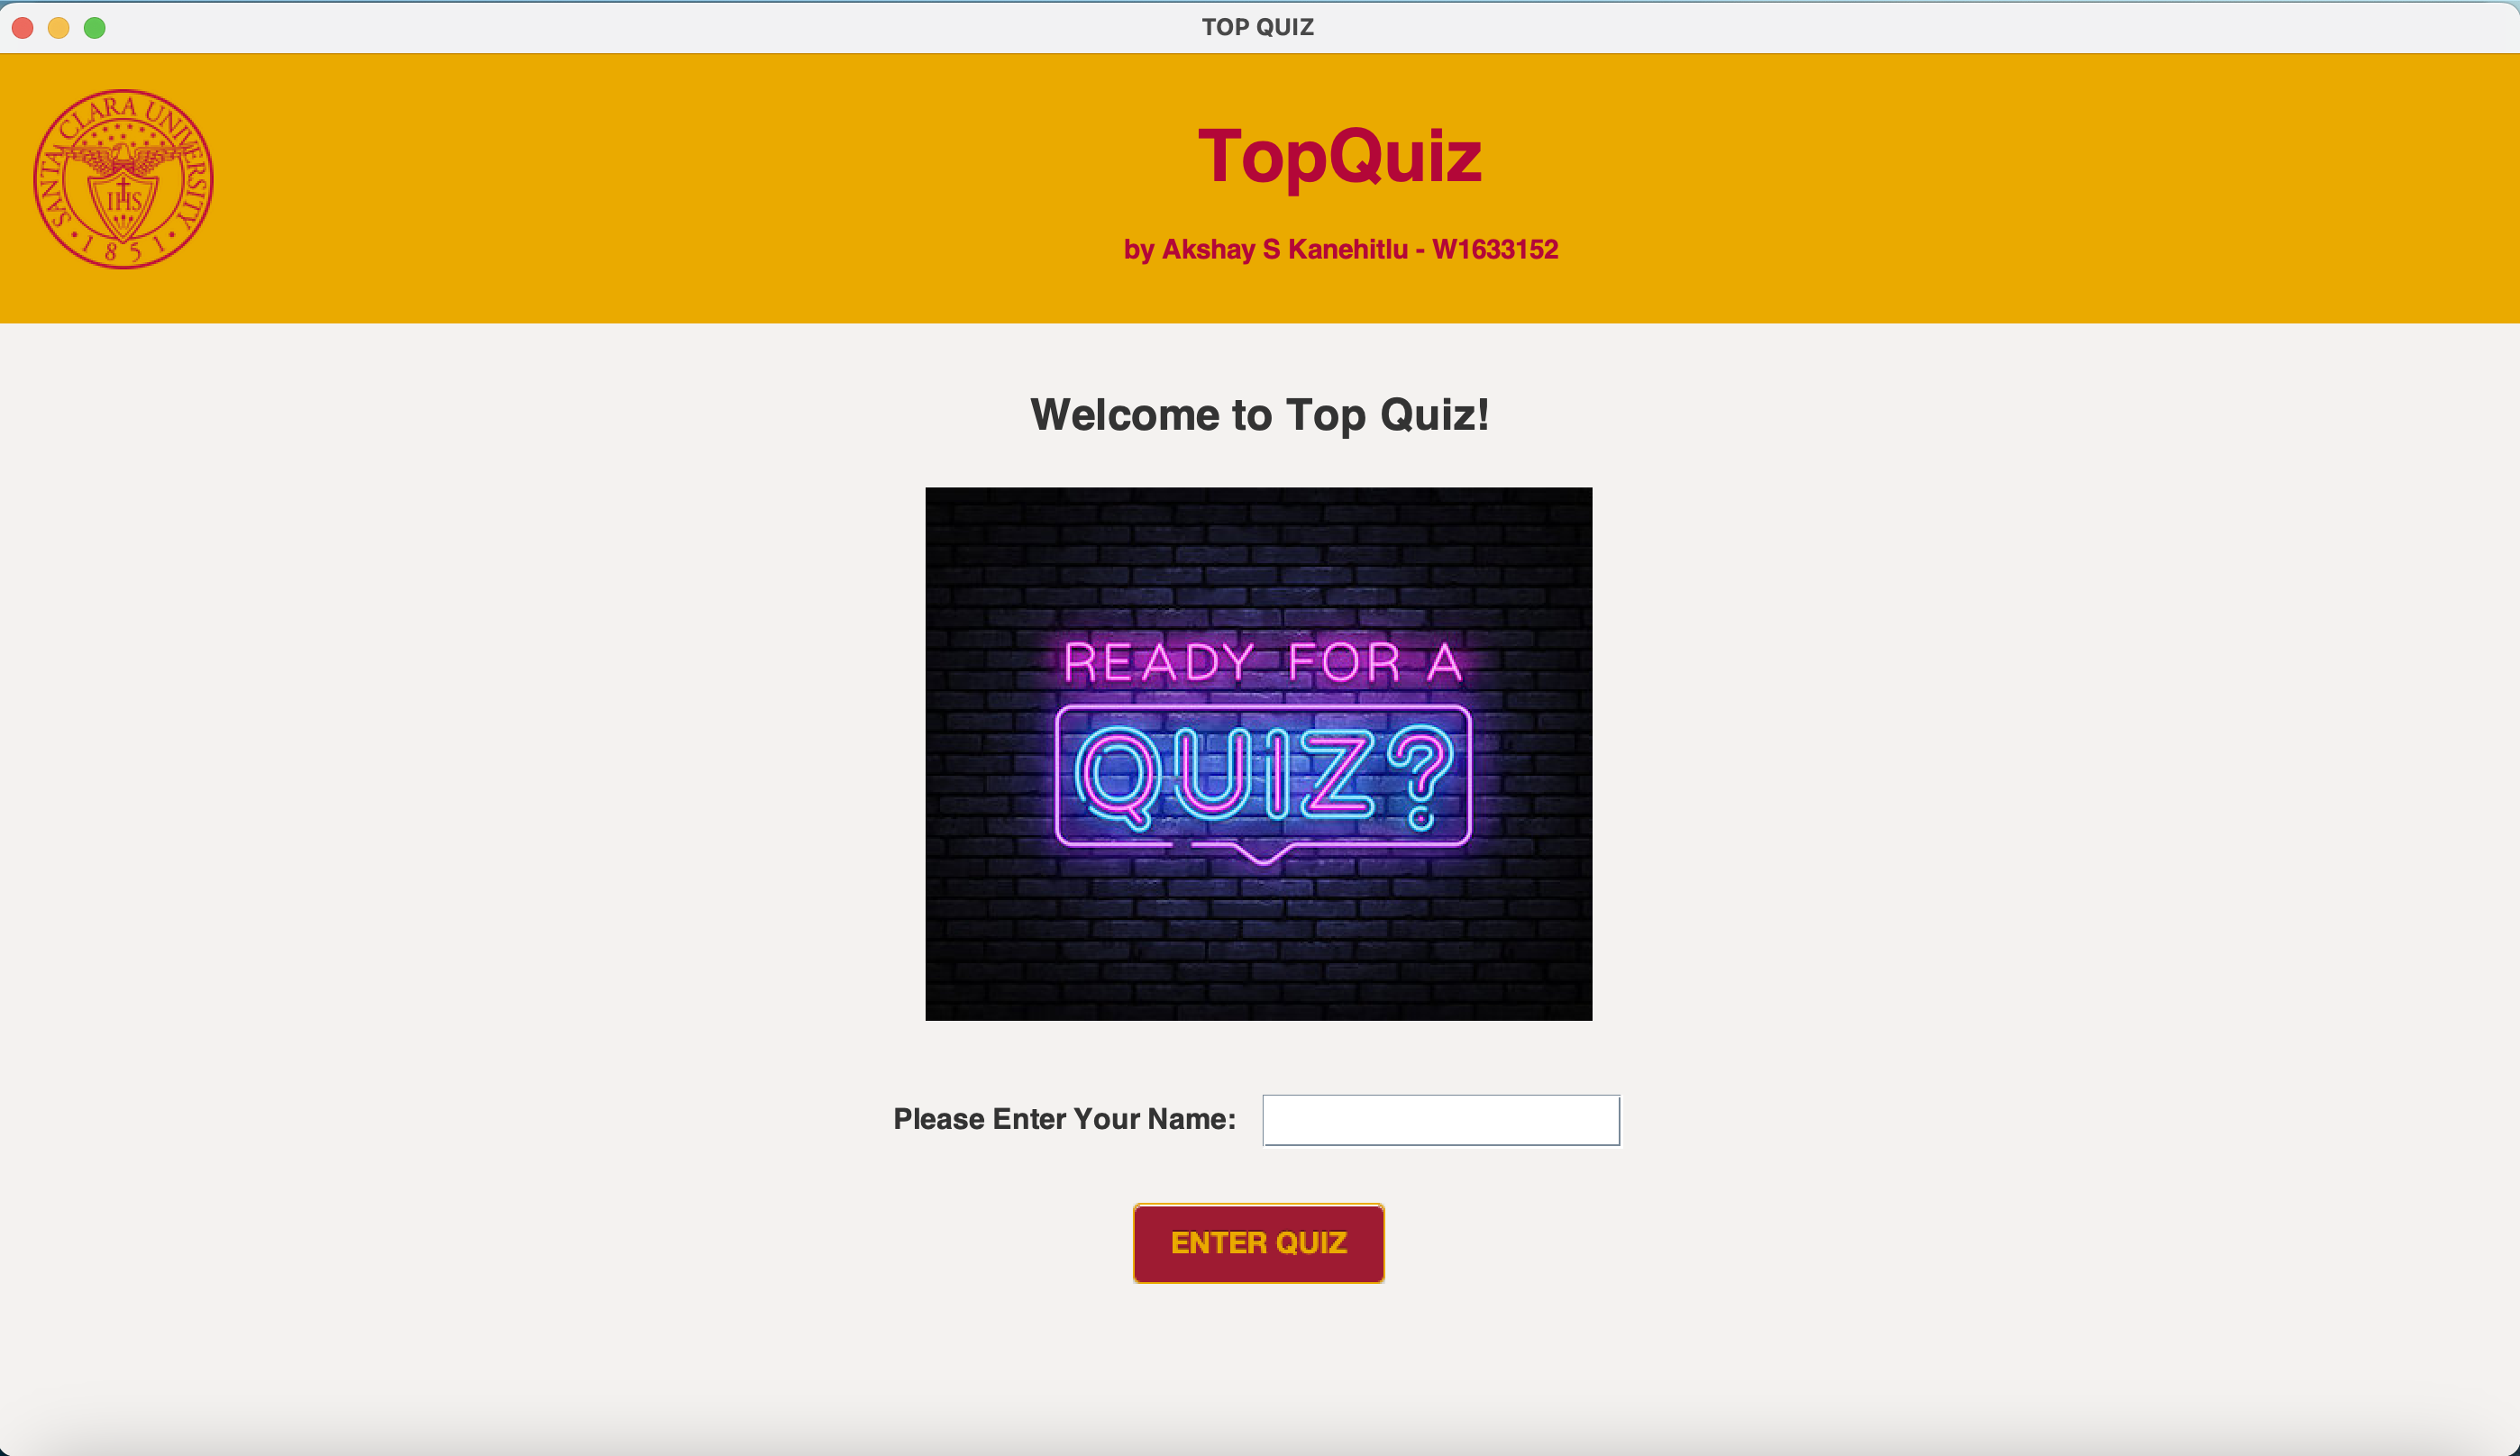 TOP QUIZ
SANTA CLARA UNIVERSITY
IHS
1851
TopQuiz
by Akshay S Kanehitlu - W1633152
Welcome to Top Quiz!
READY FOR A
QUIZ?
Please Enter Your Name:
ENTER QUIZ